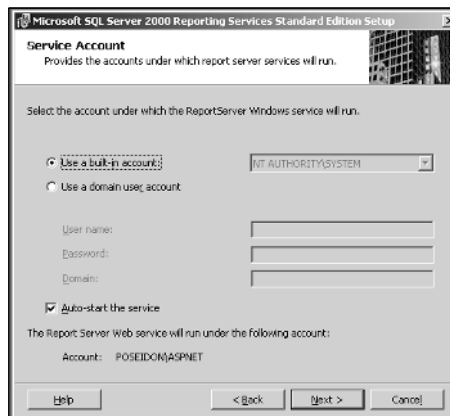 Microsoft SQL Server 2000 Reporting Services Standard Edition Setup
Service Account
Provides the accounts under which report server services will run.
Select the account under which the ReportServer Windows service will run.
Use a built-in account:
NT AUTHORITY\SYSTEM
Use a domain user account
User name:
Password:
Domain:
Auto-start the service
The Report Server Web service will run under the following account:
Account: POSEIDON\ASPNET
Help
< Back
Next >
Cancel